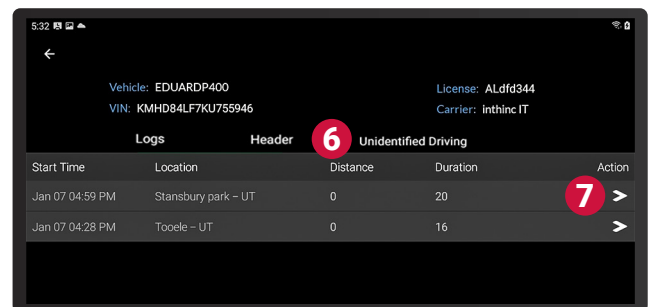 5:32
Vehicle: EDUARDP400 License: ALdfd344
VIN: KMHD84LF7KU755946 Carrier: inthinc IT
Logs Header 6 Unidentified Driving
Start Time Location Distance Duration Action
Jan 07 04:59 PM Stansbury park – UT 0 20 7
Jan 07 04:28 PM Tooele – UT 0 16